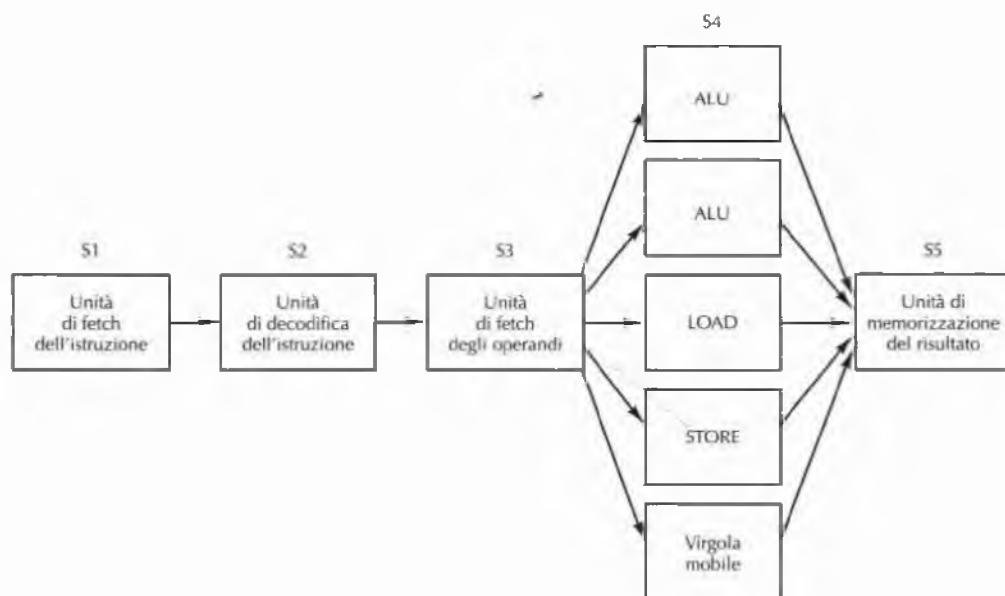 S4
ALU
ALU
S1
S2
S3
S5
Unità
di fetch
dell'istruzione
Unità
di decodifica
dell'istruzione
Unità
di fetch
degli operandi
LOAD
Unità di
memorizzazione
del risultato
STORE
Virgola
mobile